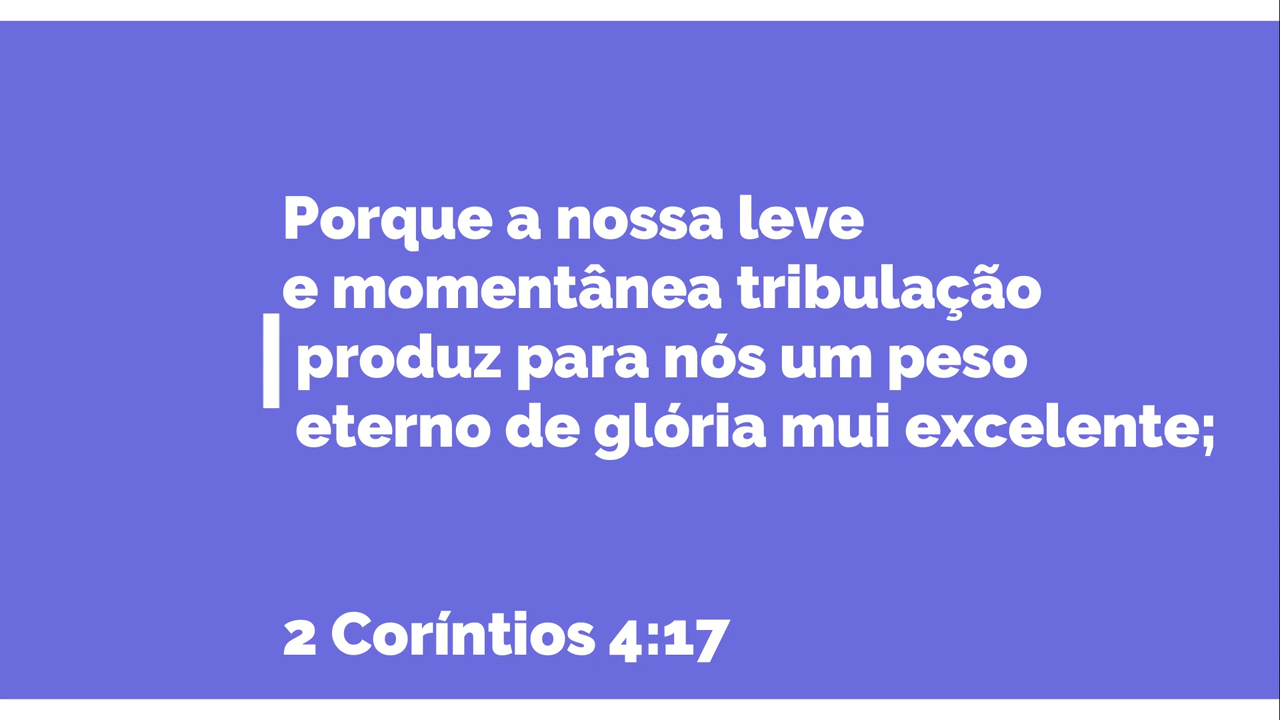 Porque a nossa leve
e momentânea tribulação
produz para nós um peso
eterno de glória mui excelente;
2 Coríntios 4:17